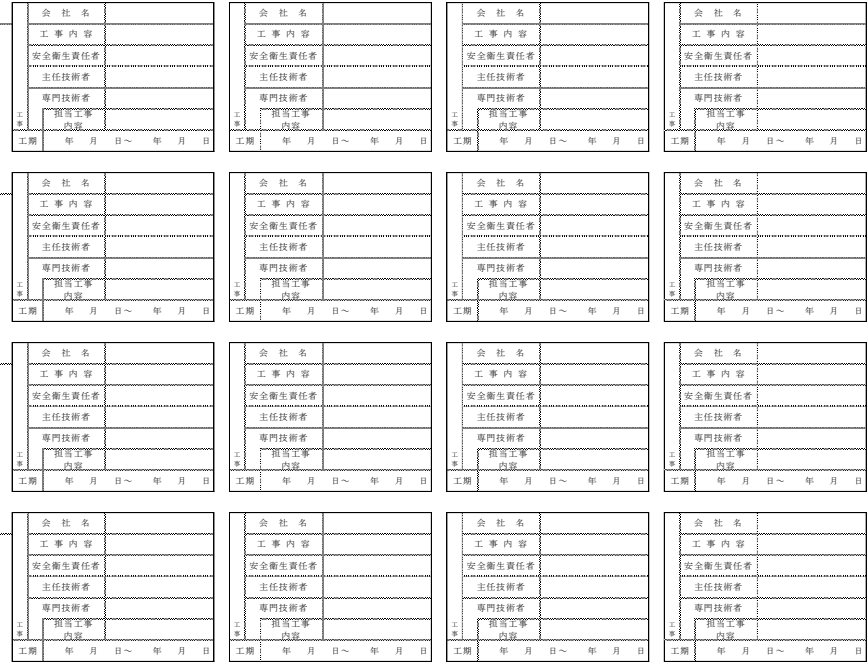 会 社 名
工 事 内 容
安全衛生責任者
主任技術者
専門技術者
担当工事
内容
工事
工期 年 月 日～ 年 月 日
会 社 名
工 事 内 容
安全衛生責任者
主任技術者
専門技術者
担当工事
内容
工事
工期 年 月 日～ 年 月 日
会 社 名
工 事 内 容
安全衛生責任者
主任技術者
専門技術者
担当工事
内容
工事
工期 年 月 日～ 年 月 日
会 社 名
工 事 内 容
安全衛生責任者
主任技術者
専門技術者
担当工事
内容
工事
工期 年 月 日～ 年 月 日
会 社 名
工 事 内 容
安全衛生責任者
主任技術者
専門技術者
担当工事
内容
工事
工期 年 月 日～ 年 月 日
会 社 名
工 事 内 容
安全衛生責任者
主任技術者
専門技術者
担当工事
内容
工事
工期 年 月 日～ 年 月 日
会 社 名
工 事 内 容
安全衛生責任者
主任技術者
専門技術者
担当工事
内容
工事
工期 年 月 日～ 年 月 日
会 社 名
工 事 内 容
安全衛生責任者
主任技術者
専門技術者
担当工事
内容
工事
工期 年 月 日～ 年 月 日
会 社 名
工 事 内 容
安全衛生責任者
主任技術者
専門技術者
担当工事
内容
工事
工期 年 月 日～ 年 月 日
会 社 名
工 事 内 容
安全衛生責任者
主任技術者
専門技術者
担当工事
内容
工事
工期 年 月 日～ 年 月 日
会 社 名
工 事 内 容
安全衛生責任者
主任技術者
専門技術者
担当工事
内容
工事
工期 年 月 日～ 年 月 日
会 社 名
工 事 内 容
安全衛生責任者
主任技術者
専門技術者
担当工事
内容
工事
工期 年 月 日～ 年 月 日
会 社 名
工 事 内 容
安全衛生責任者
主任技術者
専門技術者
担当工事
内容
工事
工期 年 月 日～ 年 月 日
会 社 名
工 事 内 容
安全衛生責任者
主任技術者
専門技術者
担当工事
内容
工事
工期 年 月 日～ 年 月 日
会 社 名
工 事 内 容
安全衛生責任者
主任技術者
専門技術者
担当工事
内容
工事
工期 年 月 日～ 年 月 日
会 社 名
工 事 内 容
安全衛生責任者
主任技術者
専門技術者
担当工事
内容
工事
工期 年 月 日～ 年 月 日